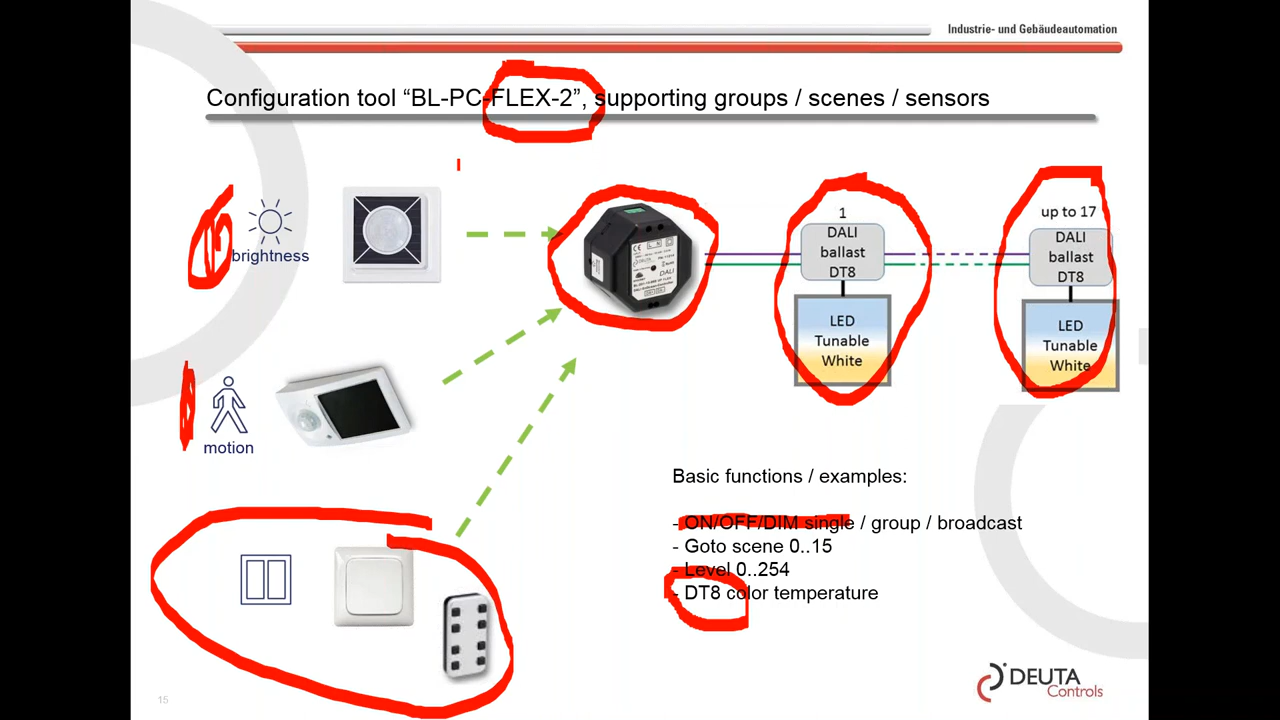 Industrie- und Gebäudeautomation
Configuration tool “BL-PC-FLEX-2”, supporting groups / scenes / sensors
1
up to 17
brightness
DALI
ballast
DT8
DALI
ballast
DT8
DALI
LED
Tunable
White
LED
Tunable
White
motion
Basic functions / examples:
- ON/OFF/DIM single / group / broadcast
- Goto scene 0..15
- Level 0..254
- DT8 color temperature
DEUTA
Controls
15